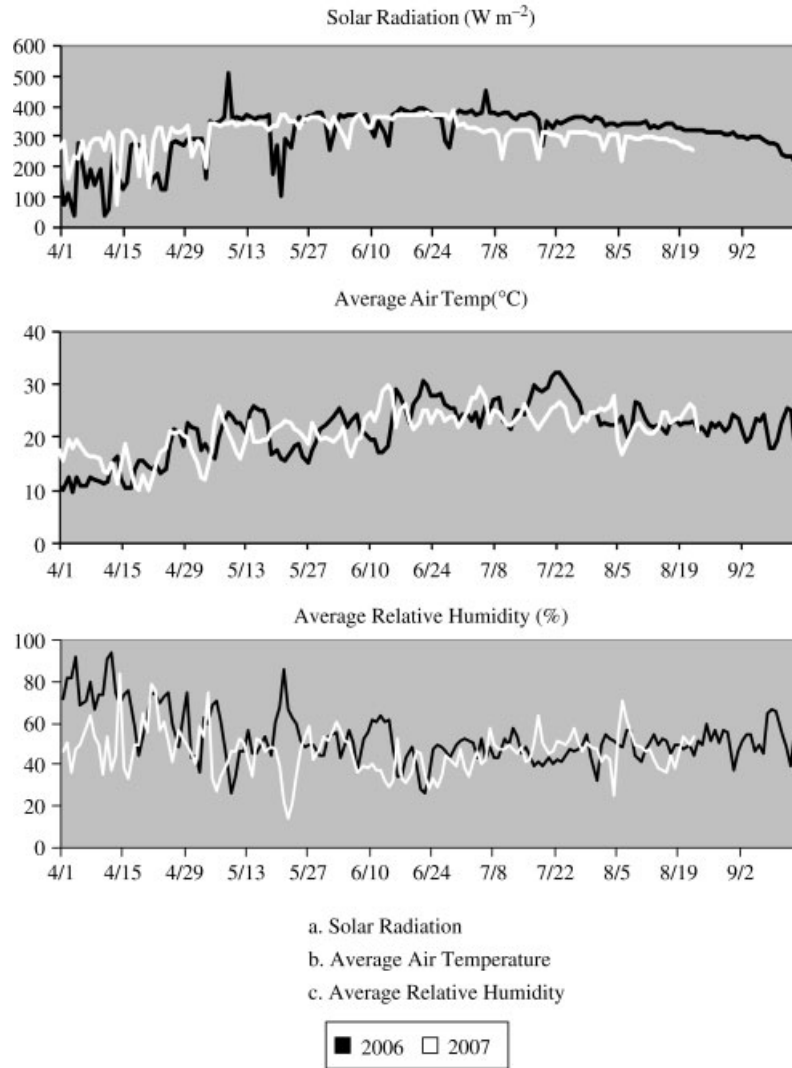 Solar Radiation (W m⁻²)
600
500
400
300
200
100
0
4/1 4/15 4/29 5/13 5/27 6/10 6/24 7/8 7/22 8/5 8/19 9/2
Average Air Temp(°C)
40
30
20
10
0
4/1 4/15 4/29 5/13 5/27 6/10 6/24 7/8 7/22 8/5 8/19 9/2
Average Relative Humidity (%)
100
80
60
40
20
0
4/1 4/15 4/29 5/13 5/27 6/10 6/24 7/8 7/22 8/5 8/19 9/2
a. Solar Radiation
b. Average Air Temperature
c. Average Relative Humidity
2006 2007